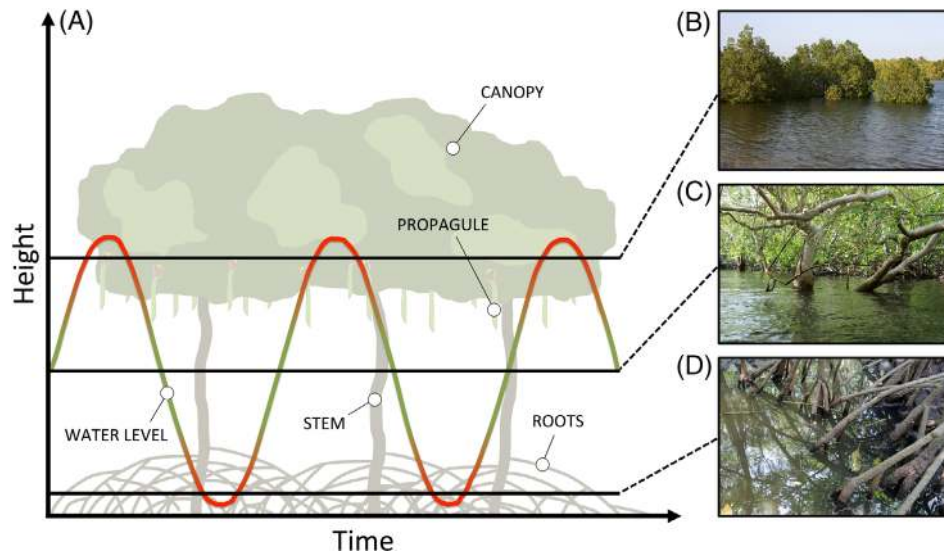 (A)
CANOPY
PROPAGULE
Height
WATER LEVEL
STEM
ROOTS
Time
(B)
(C)
(D)